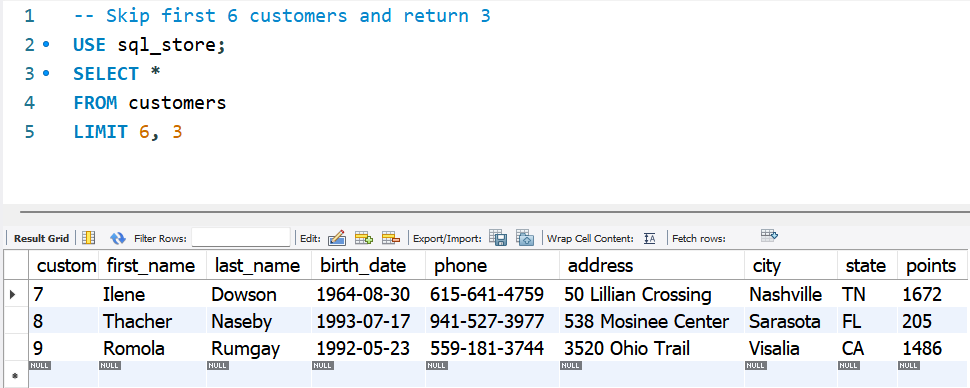 1 -- Skip first 6 customers and return 3
2 USE sql_store;
3 SELECT *
4 FROM customers
5 LIMIT 6, 3
Result Grid Filter Rows: Edit: Export/Import: Wrap Cell Content: IA Fetch rows:
custom first_name last_name birth_date phone address city state points
7 Ilene Dowson 1964-08-30 615-641-4759 50 Lillian Crossing Nashville TN 1672
8 Thacher Naseby 1993-07-17 941-527-3977 538 Mosinee Center Sarasota FL 205
9 Romola Rumgay 1992-05-23 559-181-3744 3520 Ohio Trail Visalia CA 1486
* NULL NULL NULL NULL NULL NULL NULL NULL NULL